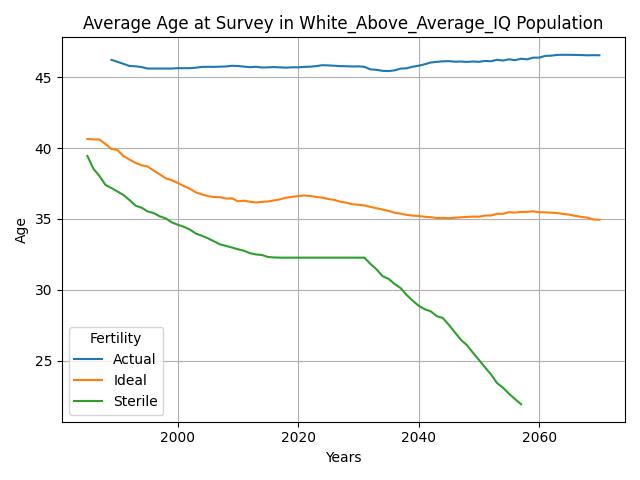 Average Age at Survey in White_Above_Average_IQ Population
Age
45
40
35
30
25
Fertility
Actual
Ideal
Sterile
2000
2020
2040
2060
Years